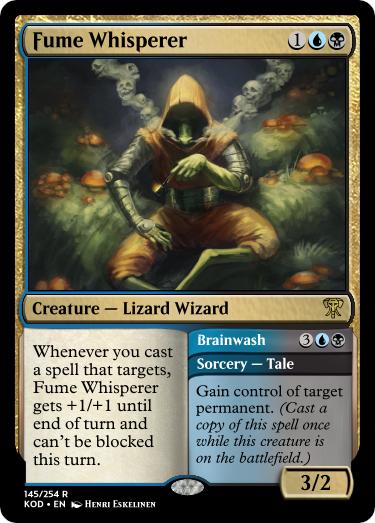 Fume Whisperer 1
Creature — Lizard Wizard
Whenever you cast
a spell that targets,
Fume Whisperer
gets +1/+1 until
end of turn and
can't be blocked
this turn.
Brainwash 3
Sorcery — Tale
Gain control of target
permanent. (Cast a
copy of this spell once
while this creature is
on the battlefield.)
3/2
145/254 R
KOD • EN Henri Eskelinen